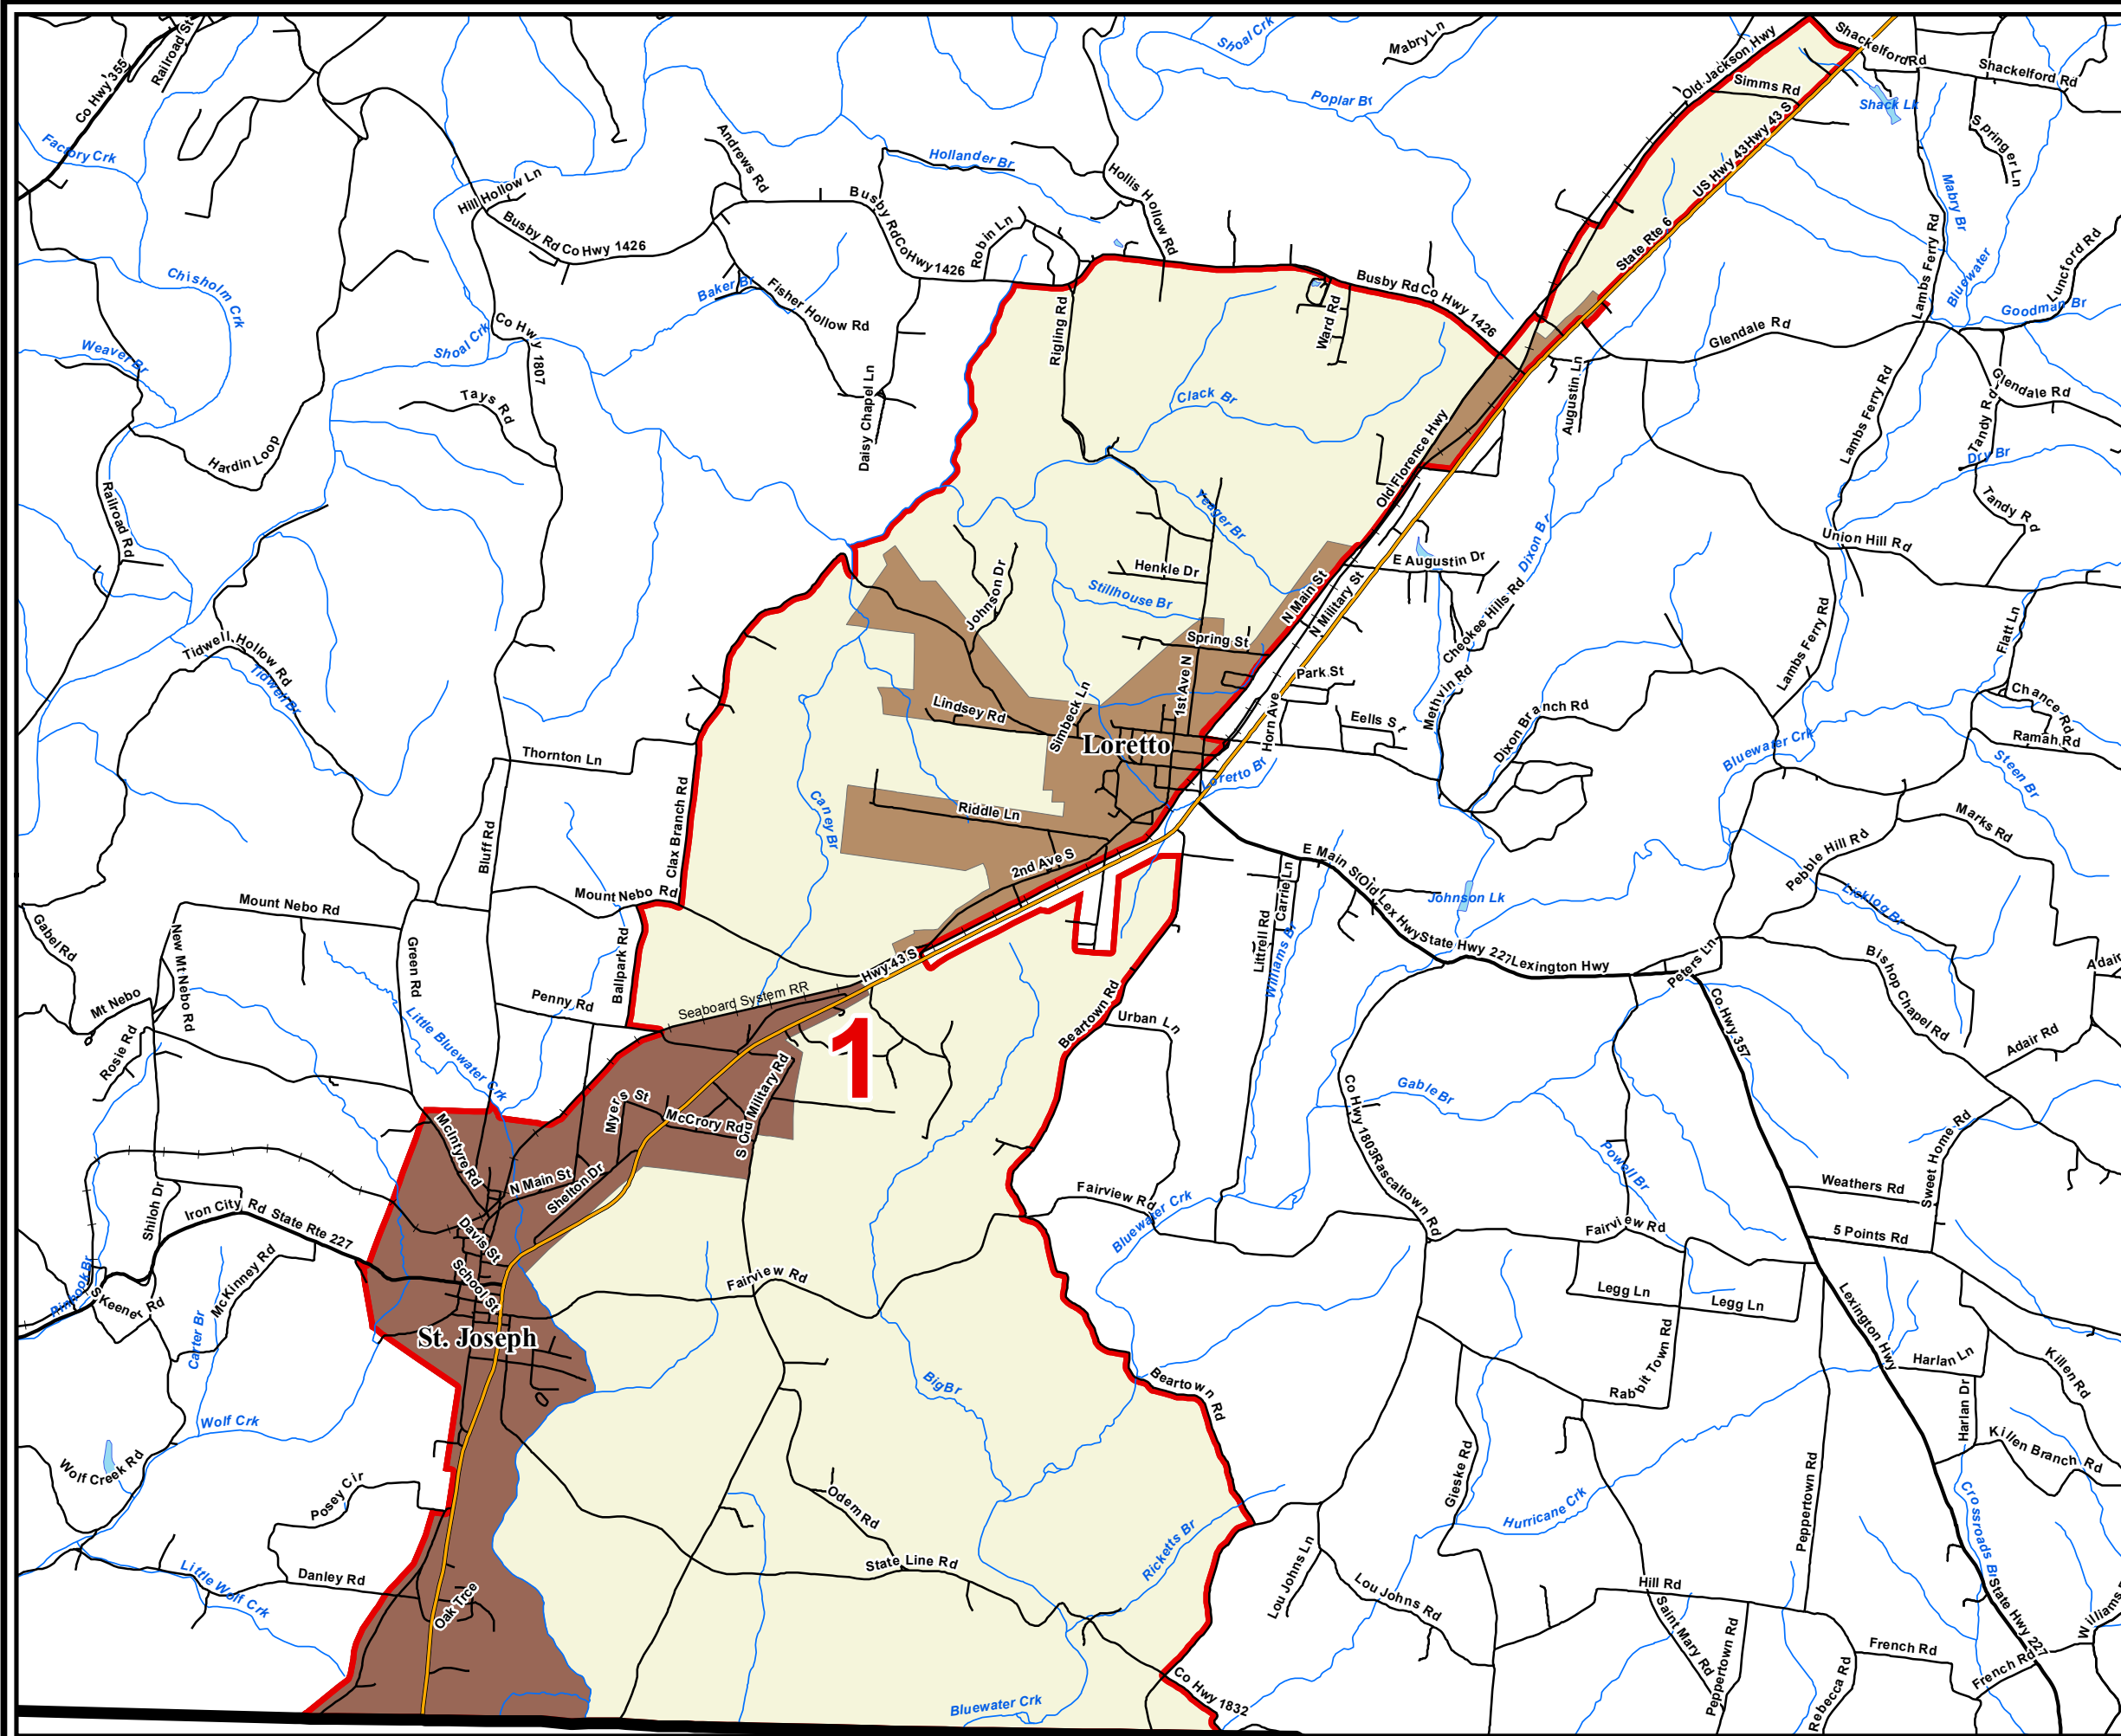 Co Hwy 355
Railroad St
Shoal Crk
Mabry Ln
Old Jackson Hwy
Shackelford Rd
Shackelford Rd
Simms Rd
Shack Lk
Factory Crk
Poplar Br
US Hwy 43
Hwy 43 S
Springer Ln
Andrews Rd
Hollander Br
Hollis Hollow Rd
Hill Hollow Ln
Busby Rd
Co Hwy 1426
Busby Rd
Co Hwy 1426
Robin Ln
Mabry Br
State Rte 6
Lambs Ferry Rd
Bluewater
Luncford Rd
Goodman Br
Chisholm Crk
Baker Br
Fisher Hollow Rd
Busby Rd
Co Hwy 1426
Rigling Rd
Ward Rd
Glendale Rd
Weaver Br
Shoal Crk
Co Hwy 1807
Tays Rd
Daisy Chapel Ln
Clack Br
Augustin Ln
Glendale Rd
Lambs Ferry Rd
Tandy Rd
Dry Br
Hardin Loop
Old Florence Hwy
Railroad Rd
Yeager Br
Tandy Rd
Dixon Br
Union Hill Rd
E Augustin Dr
Henkle Dr
Johnson Dr
Stillhouse Br
N Main St
N Military St
Cherokee Hills Rd
Lambs Ferry Rd
Flatt Ln
Tidwell Hollow Rd
Tidwell Br
Spring St
Park St
1st Ave N
Methvin Rd
Chance Rd
Lindsey Rd
Simbeck Ln
Horn Ave
Eells St
Dixon Branch Rd
Ramah Rd
Loretto
Bluewater Crk
Steen Br
Thornton Ln
Loretto Br
Clax Branch Rd
Caney Br
Riddle Ln
Bluff Rd
Marks Rd
2nd Ave S
E Main St
Old Lex Hwy
Pebble Hill Rd
Mount Nebo Rd
Mount Nebo Rd
Carrie Ln
Johnson Lk
Licklog Br
Gabel Rd
New Mt Nebo Rd
Green Rd
Ballpark Rd
Littrell Rd
Williams Br
State Hwy 227
Lexington Hwy
Peters Ln
Bishop Chapel Rd
Adair
Hwy 43 S
Mt Nebo
Penny Rd
Seaboard System RR
Beartown Rd
Urban Ln
Co Hwy 357
Adair Rd
Rosie Rd
Little Bluewater Crk
1
Myers St
McCrory Rd
S Old Military Rd
Gable Br
Co Hwy 1803
Rascaltown Rd
Powell Br
Sweet Home Rd
McIntyre Rd
N Main St
Shelton Dr
Fairview Rd
Bluewater Crk
Weathers Rd
Shiloh Dr
Iron City Rd
State Rte 227
Davis St
Fairview Rd
5 Points Rd
Pinhook Br
S Keener Rd
McKinney Rd
School St
Fairview Rd
Legg Ln
Legg Ln
Lexington Hwy
Carter Br
St. Joseph
Big Br
Beartown Rd
Rabbit Town Rd
Harlan Ln
Killen Rd
Harlan Dr
Wolf Crk
Wolf Creek Rd
Posey Cir
Odem Rd
Gieske Rd
Hurricane Crk
Peppertown Rd
Killen Branch Rd
Crossroads Br
Little Wolf Crk
Danley Rd
Oak Trce
State Line Rd
Ricketts Br
Lou Johns Ln
Lou Johns Rd
Hill Rd
Saint Mary Rd
Peppertown Rd
State Hwy 227
Williams
French Rd
French Rd
Rebecca Rd
Bluewater Crk
Co Hwy 1832